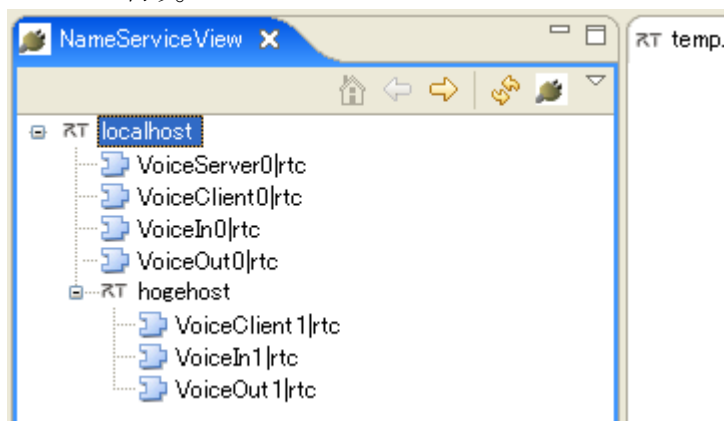 す。
NameServiceView
RT temp.
RT localhost
VoiceServer0|rtc
VoiceClient0|rtc
VoiceIn0|rtc
VoiceOut0|rtc
RT hogehost
VoiceClient1|rtc
VoiceIn1|rtc
VoiceOut1|rtc